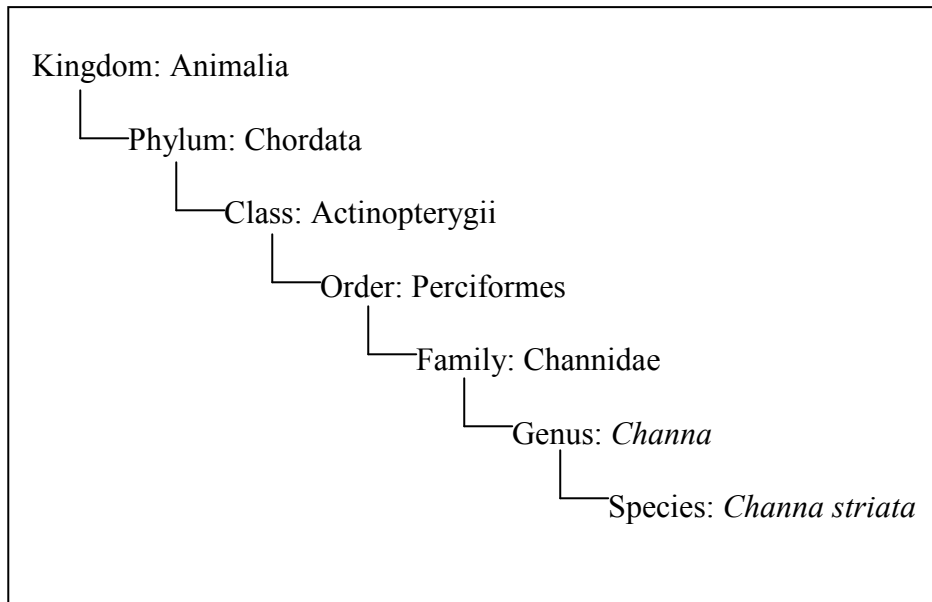 Kingdom: Animalia
Phylum: Chordata
Class: Actinopterygii
Order: Perciformes
Family: Channidae
Genus: Channa
Species: Channa striata